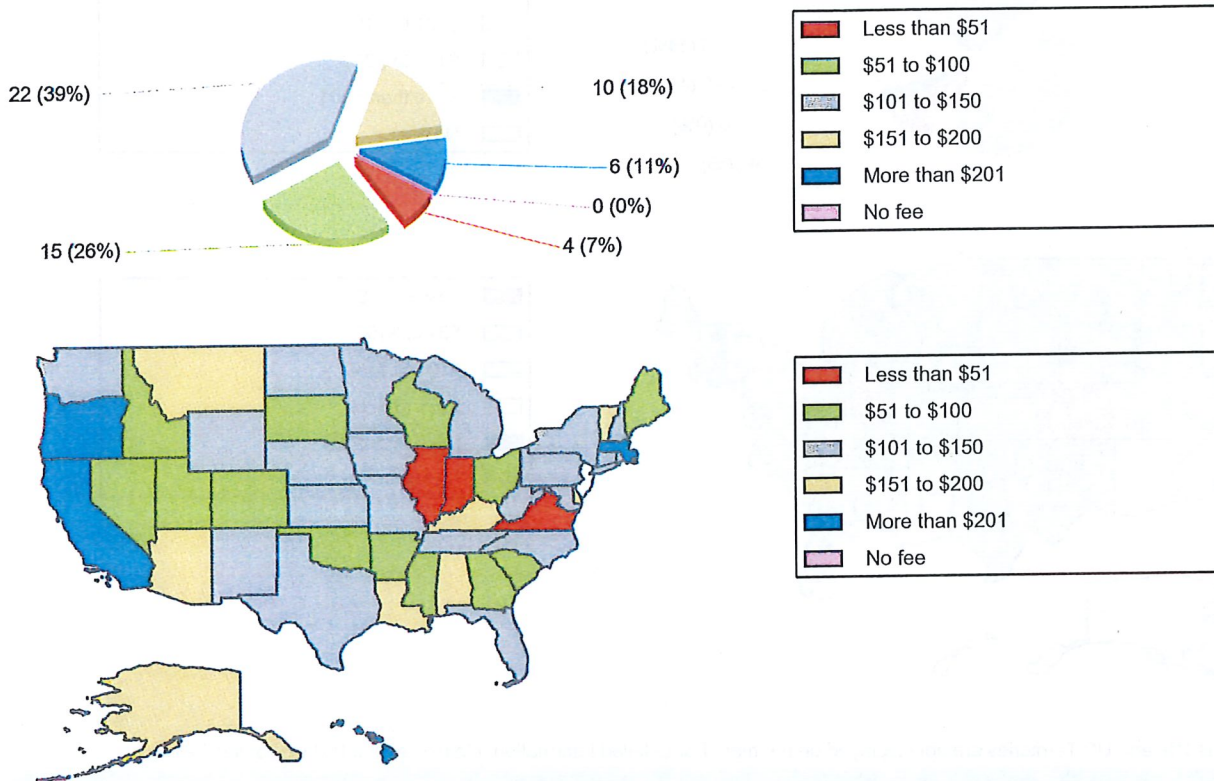 Less than $51
$51 to $100
$101 to $150
$151 to $200
More than $201
No fee
22 (39%)
10 (18%)
6 (11%)
0 (0%)
4 (7%)
15 (26%)
Less than $51
$51 to $100
$101 to $150
$151 to $200
More than $201
No fee